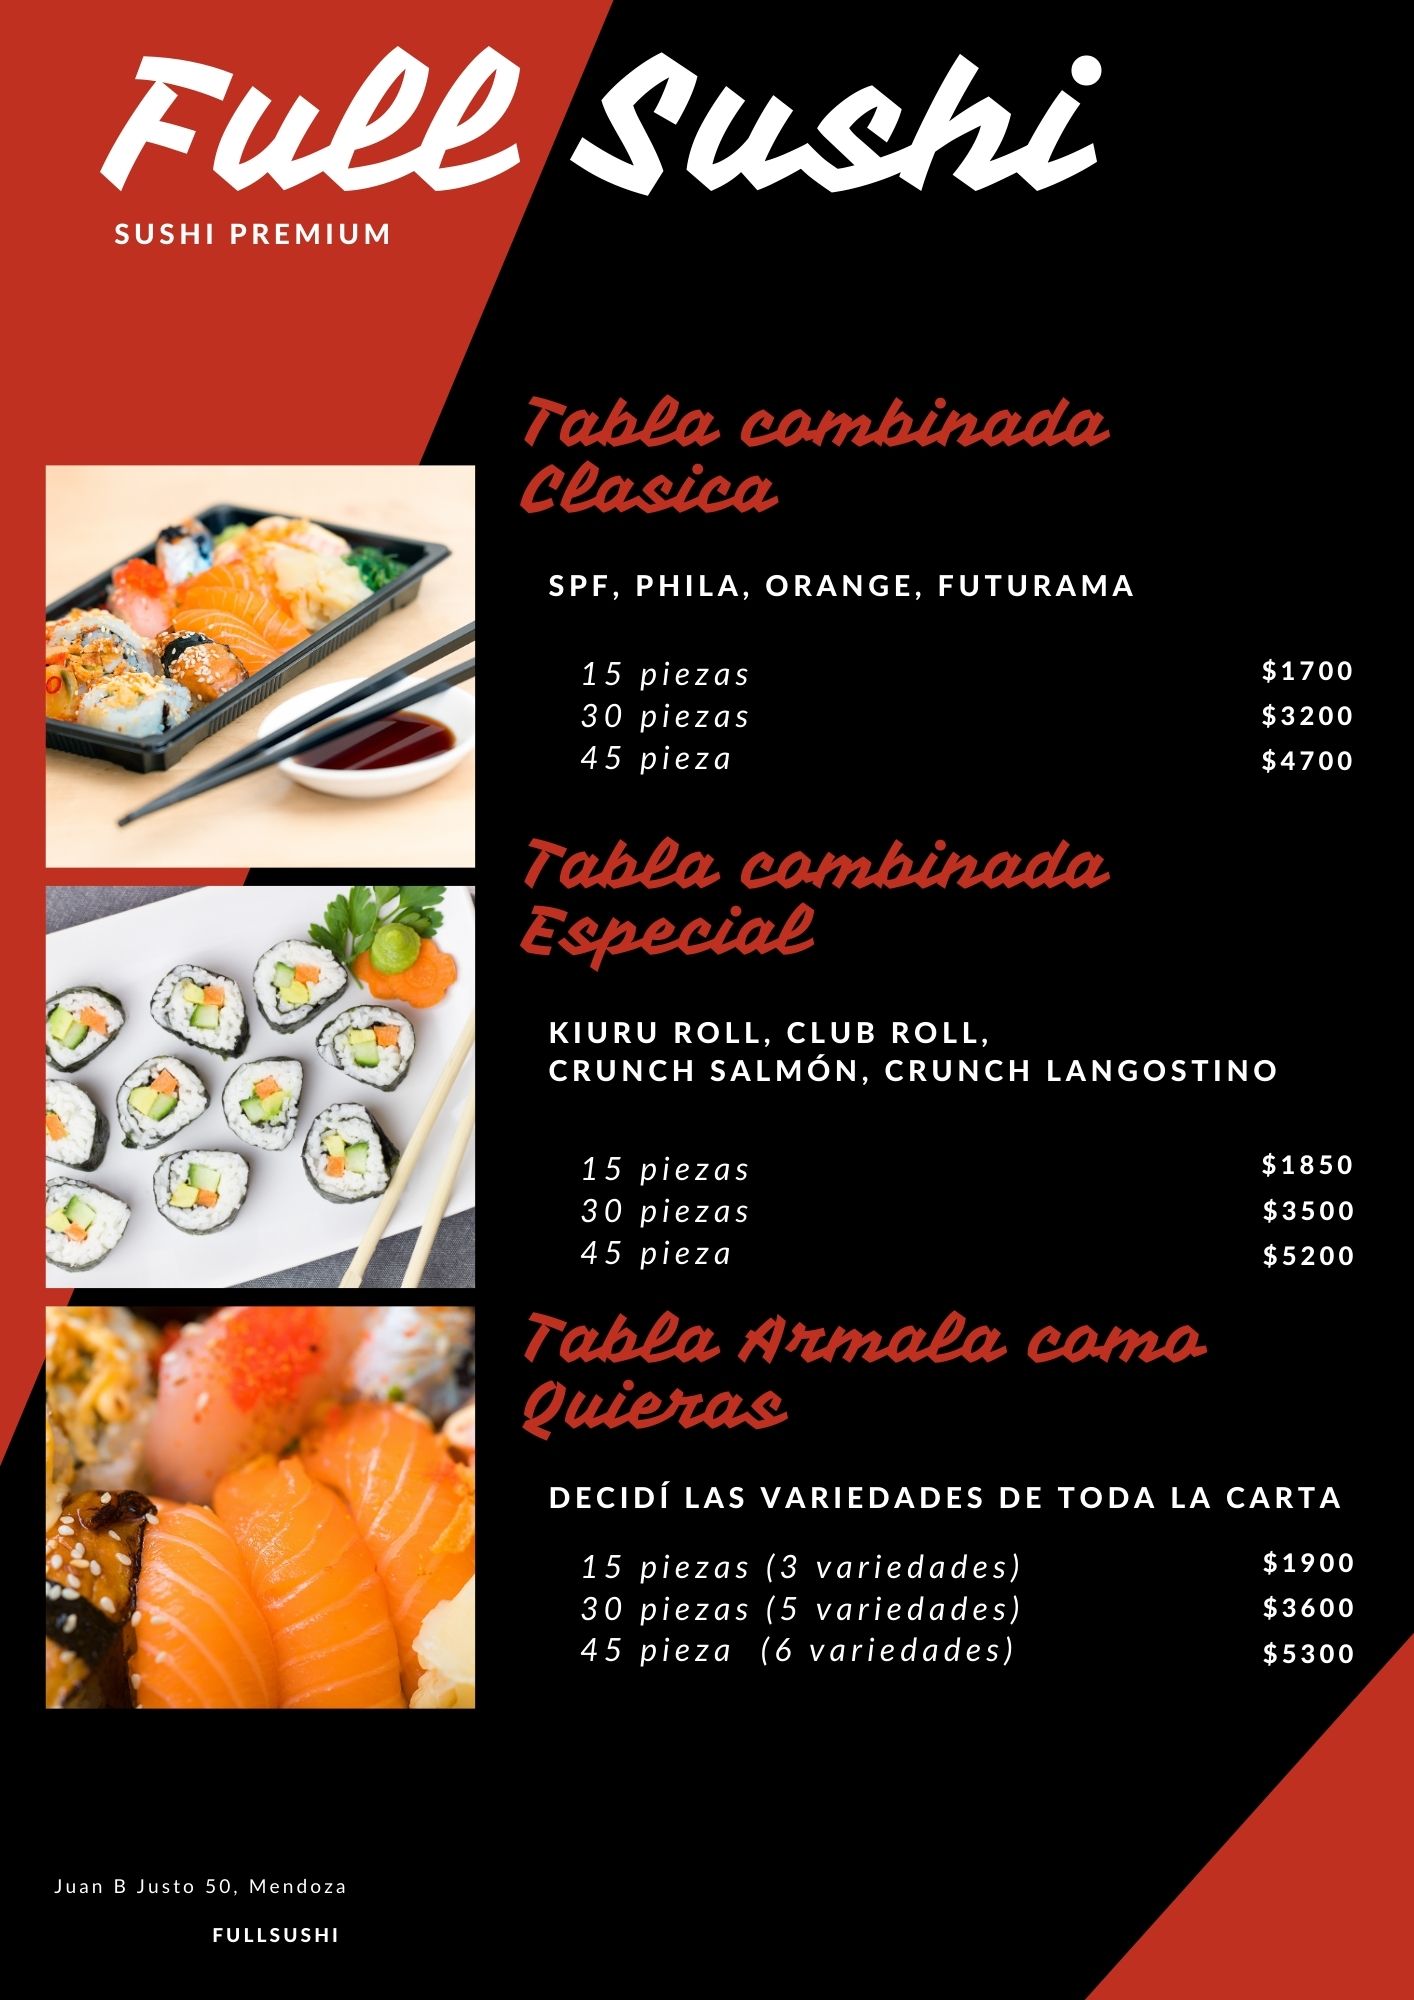 Full Sushi
SUSHI PREMIUM
Tabla combinada
Clasica
SPF, PHILA, ORANGE, FUTURAMA
15 piezas $1700
30 piezas $3200
45 pieza $4700
Tabla combinada
Especial
KIURU ROLL, CLUB ROLL,
CRUNCH SALMÓN, CRUNCH LANGOSTINO
15 piezas $1850
30 piezas $3500
45 pieza $5200
Tabla Armala como
Quieras
DECIDÍ LAS VARIEDADES DE TODA LA CARTA
15 piezas (3 variedades) $1900
30 piezas (5 variedades) $3600
45 pieza (6 variedades) $5300
Juan B Justo 50, Mendoza
FULLSUSHI